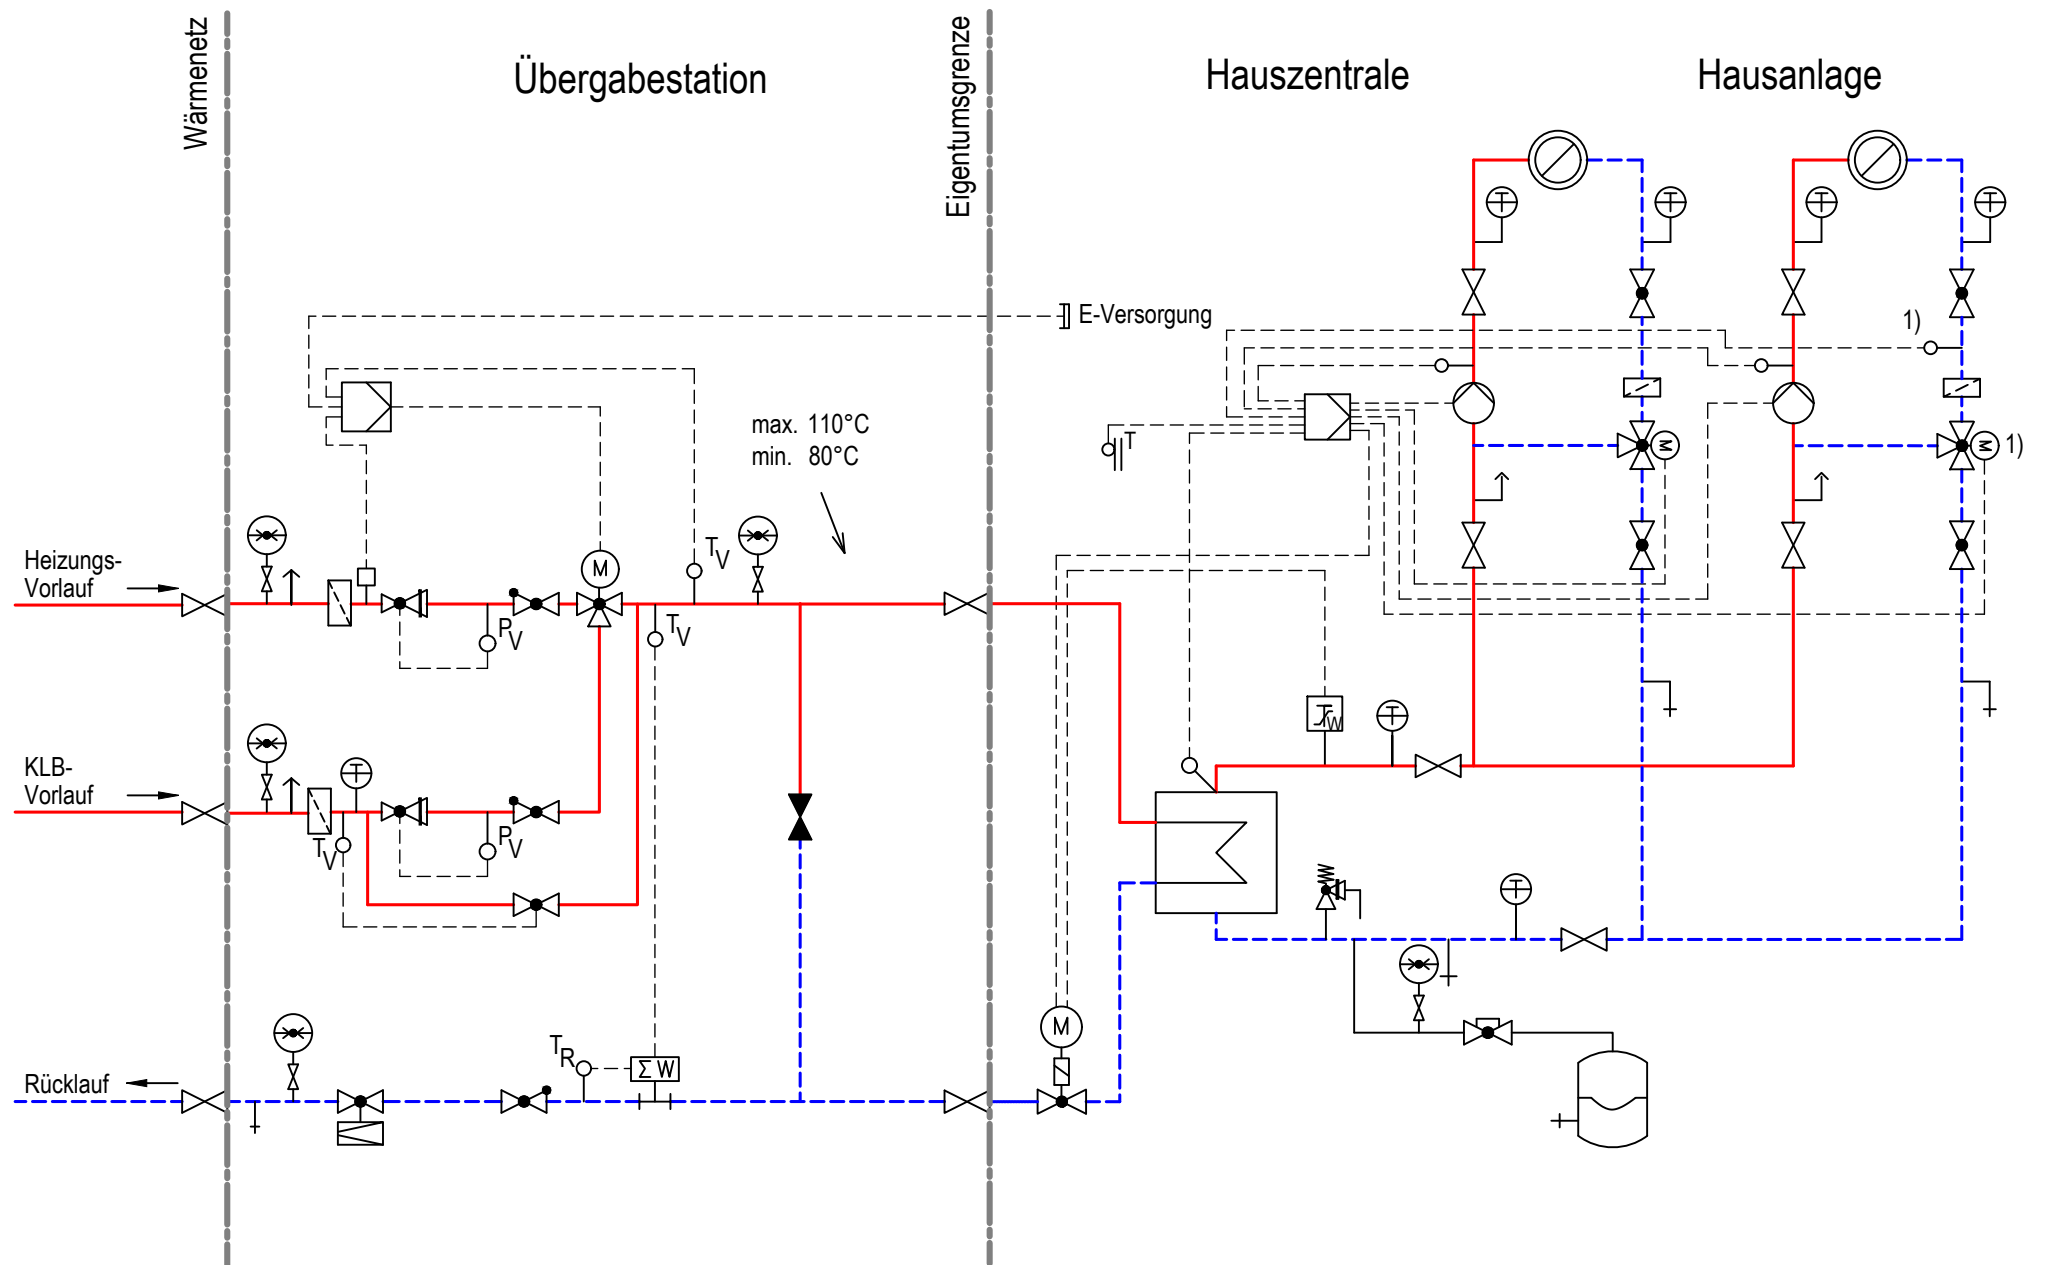 Wärmenetz
Übergabestation
Eigentumsgrenze
Hauszentrale
Hausanlage
T
T
T
T
E-Versorgung
1)
max. 110°C
min. 80°C
T
M
M
1)
Heizungs-
Vorlauf
M
TV
TV
PV
TW
T
KLB-
Vorlauf
T
TV
PV
T
M
Rücklauf
TR
ΣW